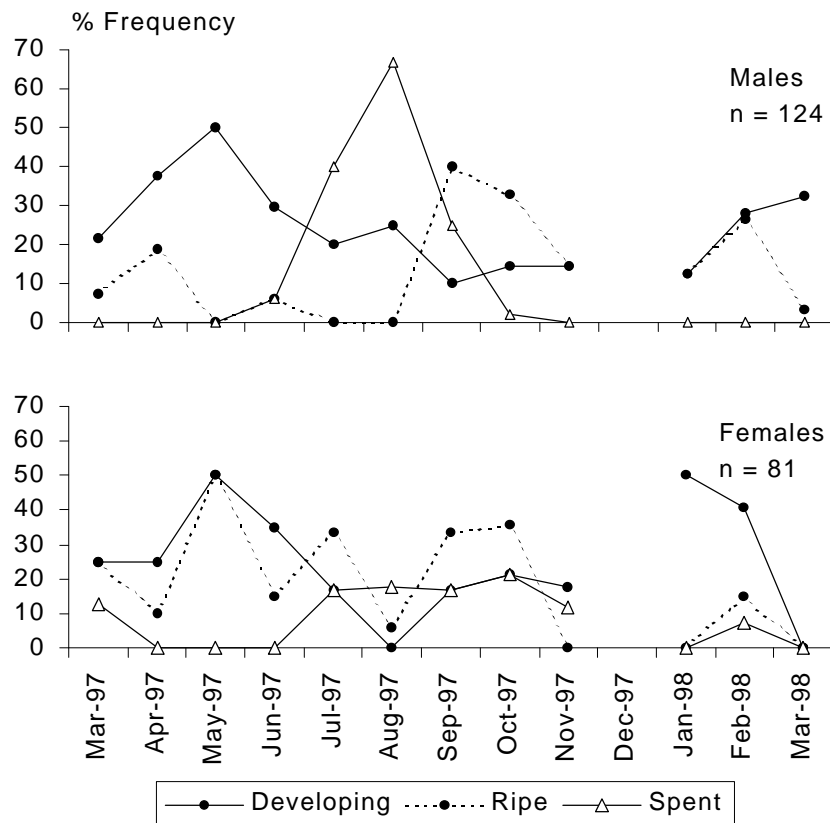 % Frequency
70
60
50
40
30
20
10
0
Males
n = 124
70
60
50
40
30
20
10
0
Females
n = 81
Mar-97
Apr-97
May-97
Jun-97
Jul-97
Aug-97
Sep-97
Oct-97
Nov-97
Dec-97
Jan-98
Feb-98
Mar-98
Developing Ripe Spent